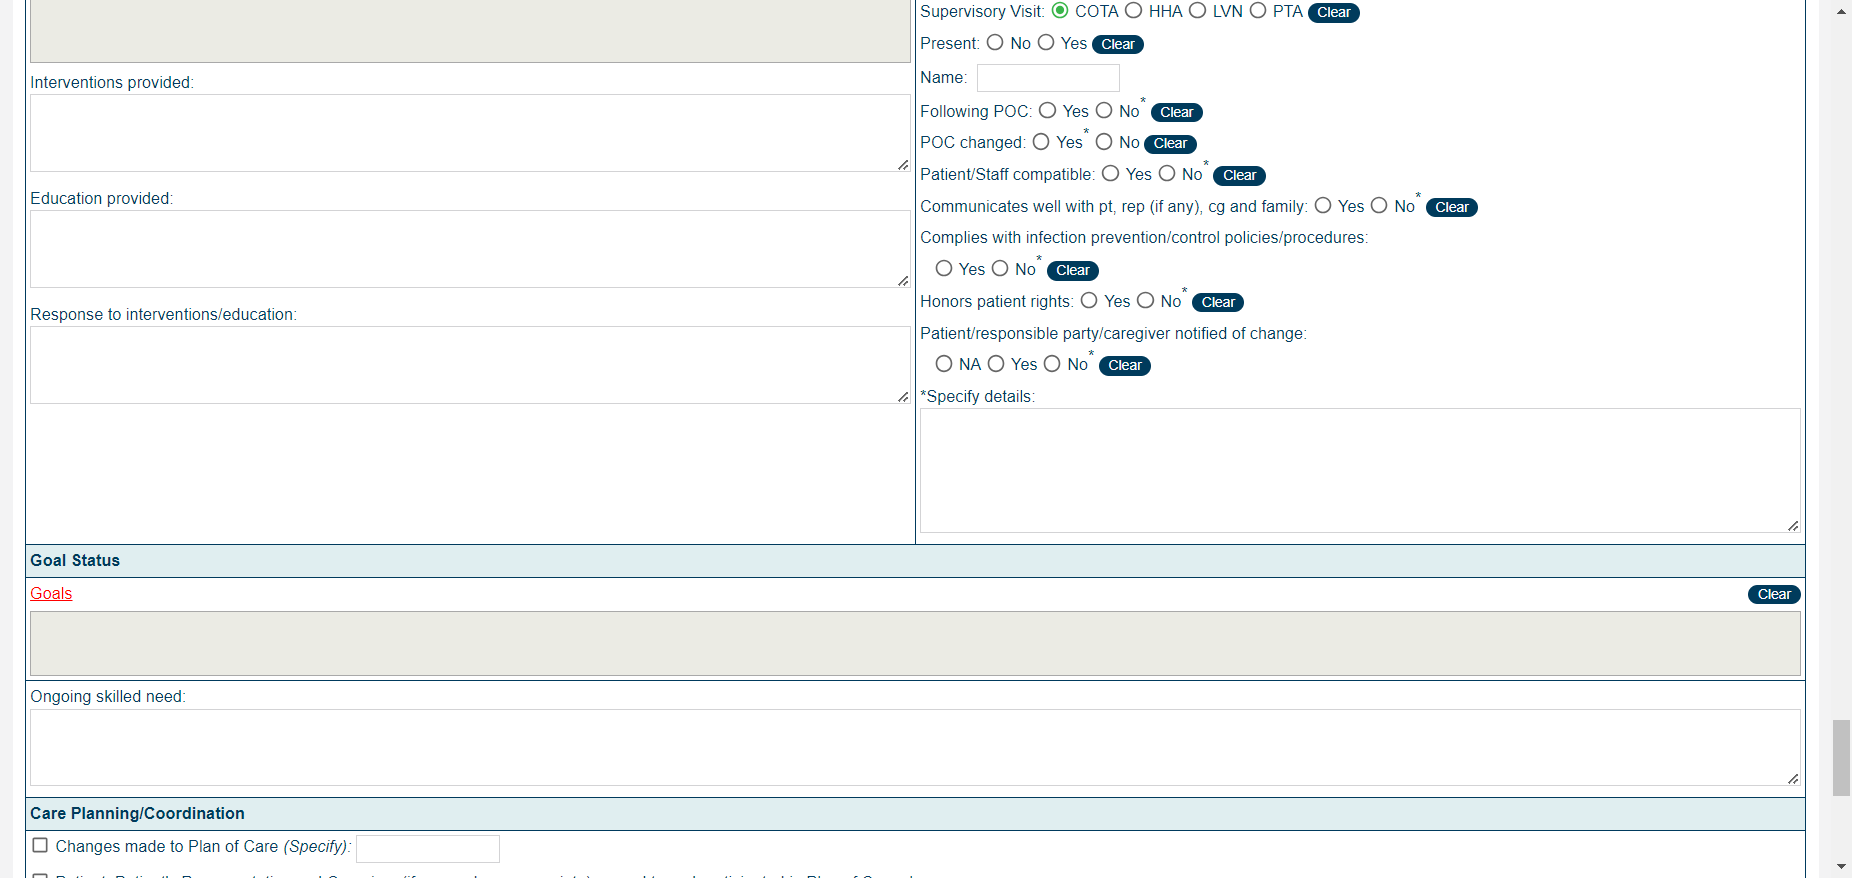 Supervisory Visit: COTA HHA LVN PTA Clear
Present: No Yes Clear
Name:
Following POC: Yes No* Clear
POC changed: Yes* No Clear
Patient/Staff compatible: Yes No* Clear
Communicates well with pt, rep (if any), cg and family: Yes No* Clear
Complies with infection prevention/control policies/procedures:
Yes No* Clear
Honors patient rights: Yes No* Clear
Patient/responsible party/caregiver notified of change:
NA Yes No* Clear
*Specify details:
Interventions provided:
Education provided:
Response to interventions/education:
Goal Status
Goals Clear
Ongoing skilled need:
Care Planning/Coordination
Changes made to Plan of Care (Specify):